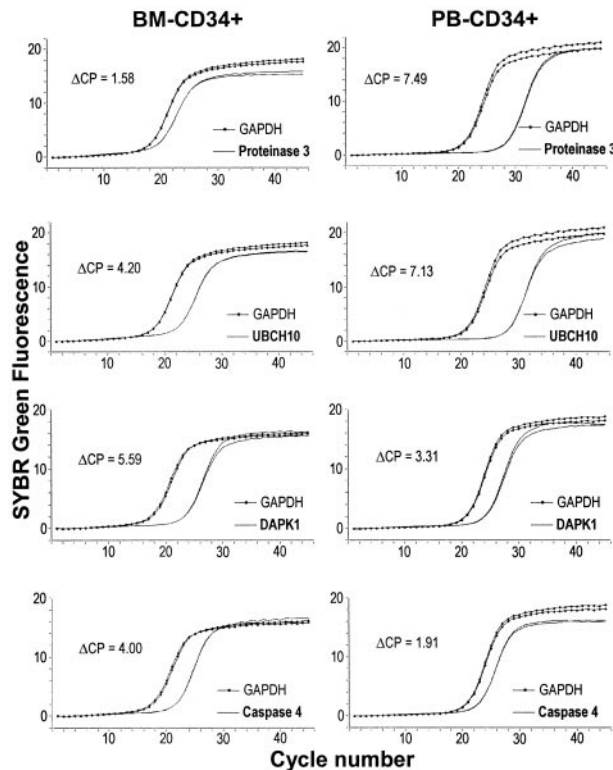 BM-CD34+
PB-CD34+
SYBR Green Fluorescence
20
10
0
ΔCP = 1.58
GAPDH
Proteinase 3
10 20 30 40
20
10
0
ΔCP = 7.49
GAPDH
Proteinase 3
10 20 30 40
20
10
0
ΔCP = 4.20
GAPDH
UBCH10
10 20 30 40
20
10
0
ΔCP = 7.13
GAPDH
UBCH10
10 20 30 40
20
10
0
ΔCP = 5.59
GAPDH
DAPK1
10 20 30 40
20
10
0
ΔCP = 3.31
GAPDH
DAPK1
10 20 30 40
20
10
0
ΔCP = 4.00
GAPDH
Caspase 4
10 20 30 40
20
10
0
ΔCP = 1.91
GAPDH
Caspase 4
10 20 30 40
Cycle number